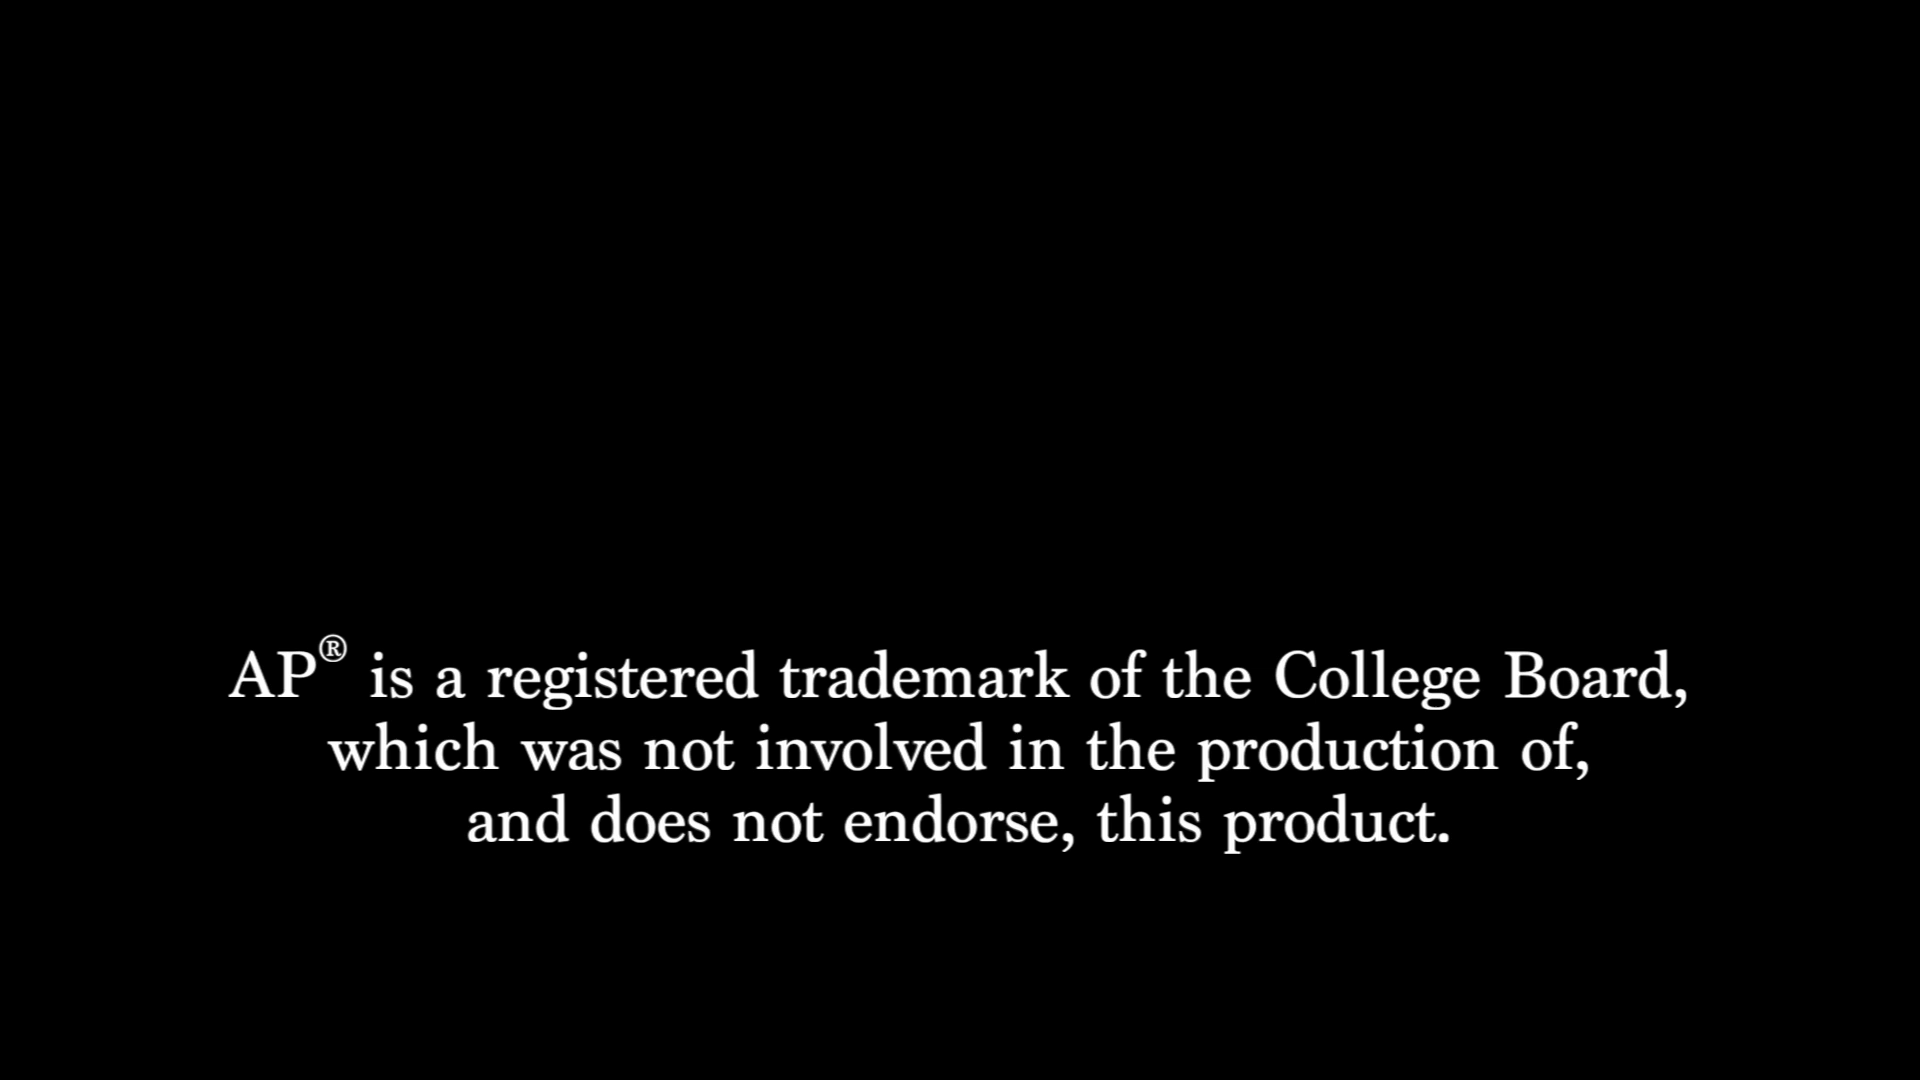 AP® is a registered trademark of the College Board,
which was not involved in the production of,
and does not endorse, this product.